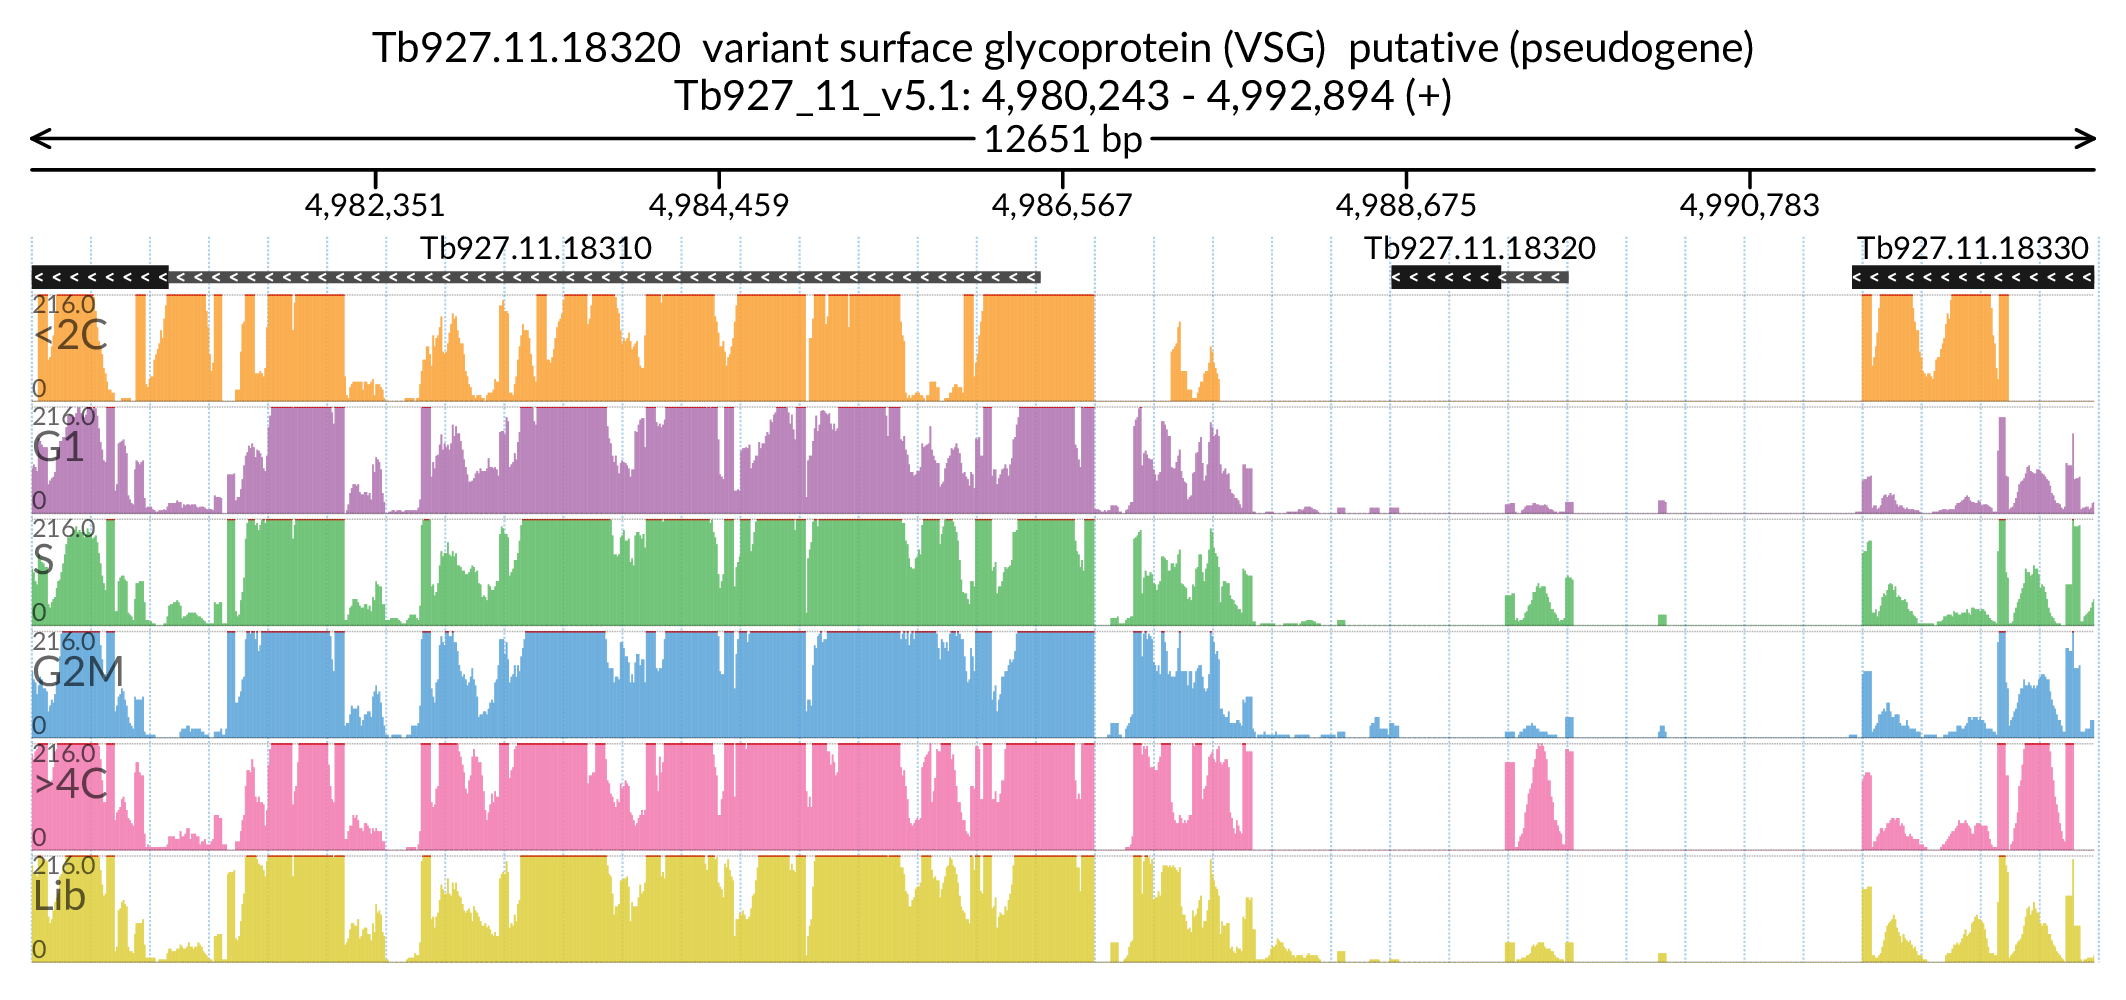 Tb927.11.18320 variant surface glycoprotein (VSG) putative (pseudogene)
Tb927_11_v5.1: 4,980,243 - 4,992,894 (+)
12651 bp
4,982,351 4,984,459 4,986,567 4,988,675 4,990,783
Tb927.11.18310 Tb927.11.18320 Tb927.11.18330
216.0
<2C
0
216.0
G1
0
216.0
S
0
216.0
G2M
0
216.0
>4C
0
216.0
Lib
0